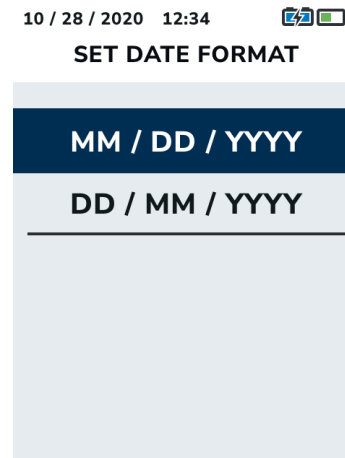 10 / 28 / 2020 12:34
SET DATE FORMAT
MM / DD / YYYY
DD / MM / YYYY